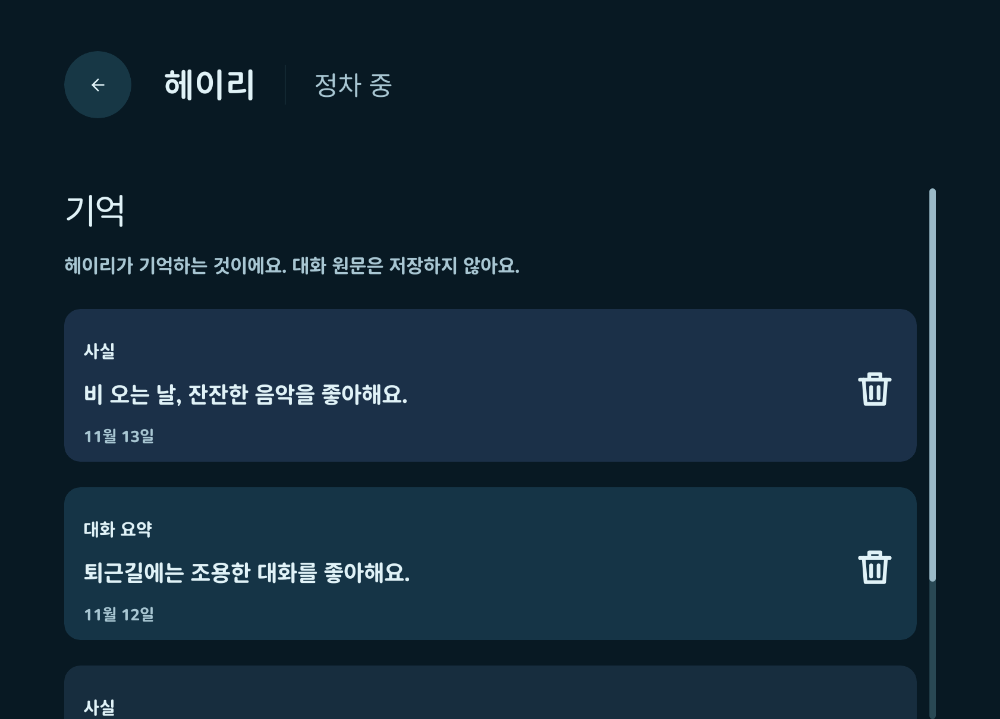 헤이리
정차 중
기억
헤이리가 기억하는 것이에요. 대화 원문은 저장하지 않아요.
사실
비 오는 날, 잔잔한 음악을 좋아해요.
11월 13일
대화 요약
퇴근길에는 조용한 대화를 좋아해요.
11월 12일
사실